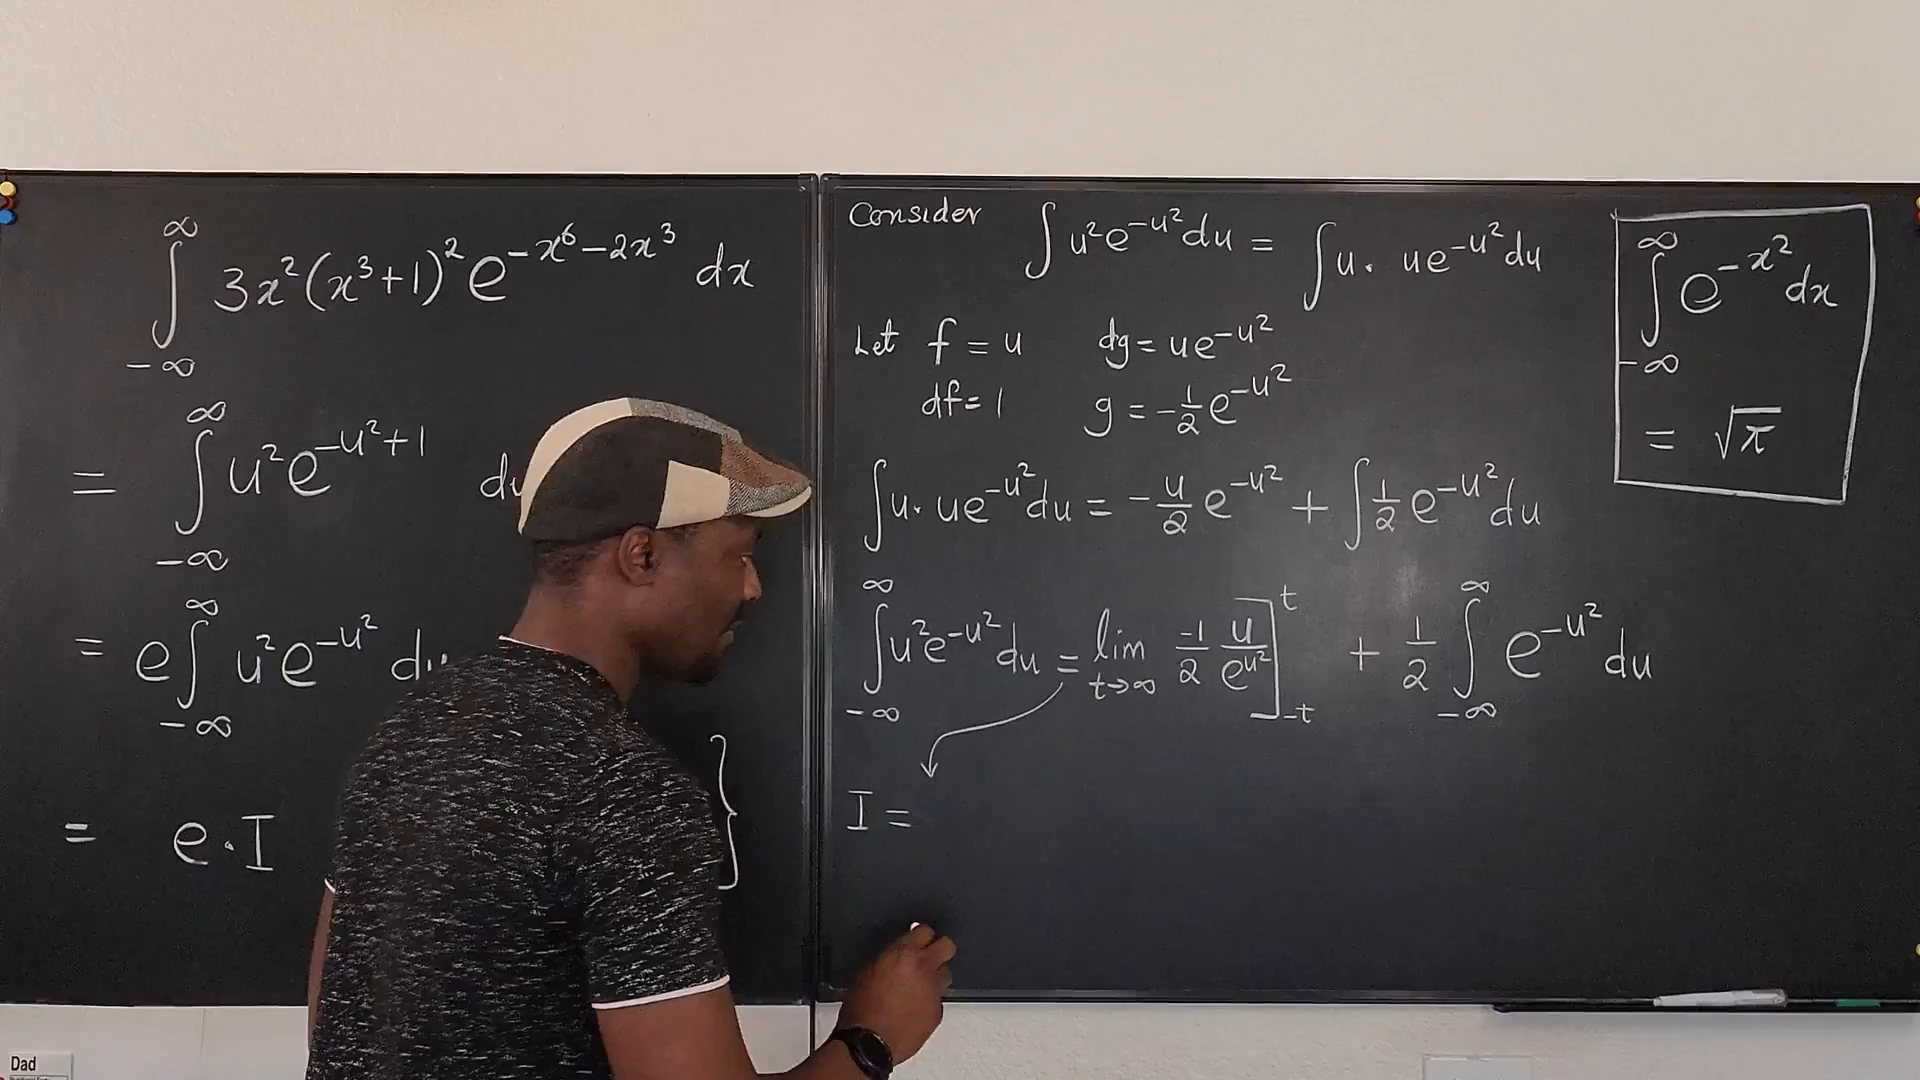 ∫_{-∞}^{∞} 3x²(x³+1)² e^{-x⁶-2x³} dx
= ∫_{-∞}^{∞} u² e^{-u²+1} du
= e∫_{-∞}^{∞} u² e^{-u²} du
= e·I
Consider ∫u²e^{-u²}du = ∫u· ue^{-u²}du
Let f = u dg = ue^{-u²}
df = 1 g = -1/2 e^{-u²}
∫u· ue^{-u²}du = -u/2 e^{-u²} + ∫1/2 e^{-u²}du
∫_{-∞}^{∞} u²e^{-u²}du = lim_{t→∞} -1/2 u/e^{u²}]_{-t}^{t} + 1/2 ∫_{-∞}^{∞} e^{-u²} du
I =
∫_{-∞}^{∞} e^{-x²}dx
= √π
Dad